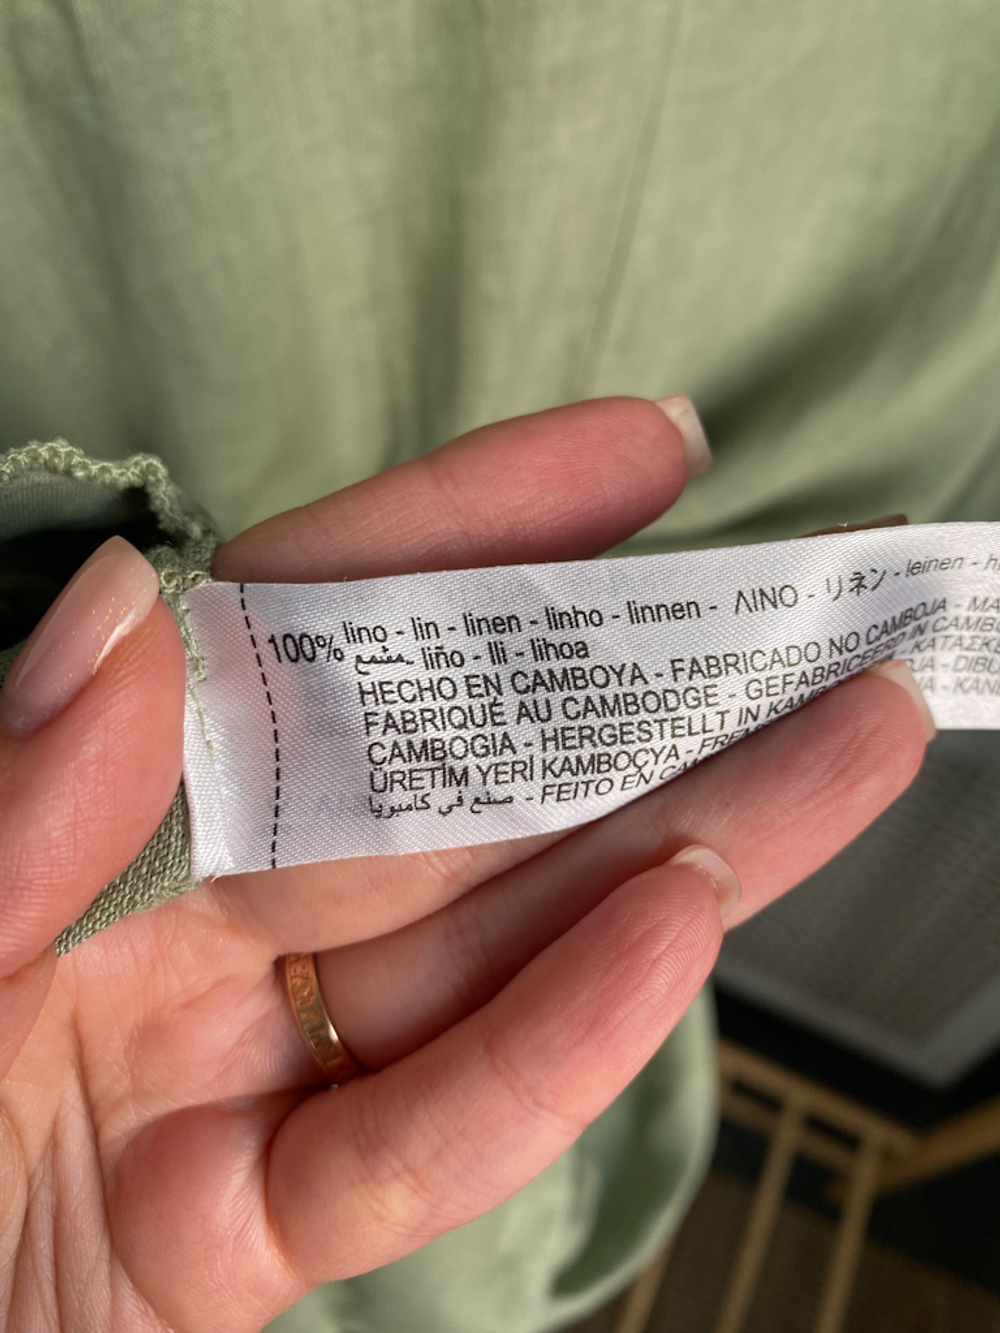 100% lino - lin - linen - linho - linnen - ΛΙΝΟ - リネン - leinen -
مشمع - liño - lli - lihoa
HECHO EN CAMBOYA - FABRICADO NO CAMBOJA -
FABRIQUÉ AU CAMBODGE - GEFABRICEERD IN
CAMBOGIA - HERGESTELLT IN
ÜRETİM YERİ KAMBOÇYA -
صنع في كامبوديا - FEITO EN